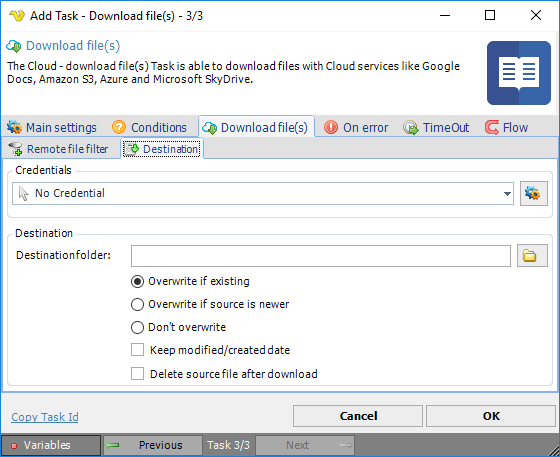 Add Task - Download file(s) - 3/3
Download file(s)
The Cloud - download file(s) Task is able to download files with Cloud services like Google
Docs, Amazon S3, Azure and Microsoft SkyDrive.
Main settings Conditions Download file(s) On error TimeOut Flow
Remote file filter Destination
Credentials
No Credential
Destination
Destinationfolder:
Overwrite if existing
Overwrite if source is newer
Don't overwrite
Keep modified/created date
Delete source file after download
Copy Task Id Cancel OK
Variables Previous Task 3/3 Next